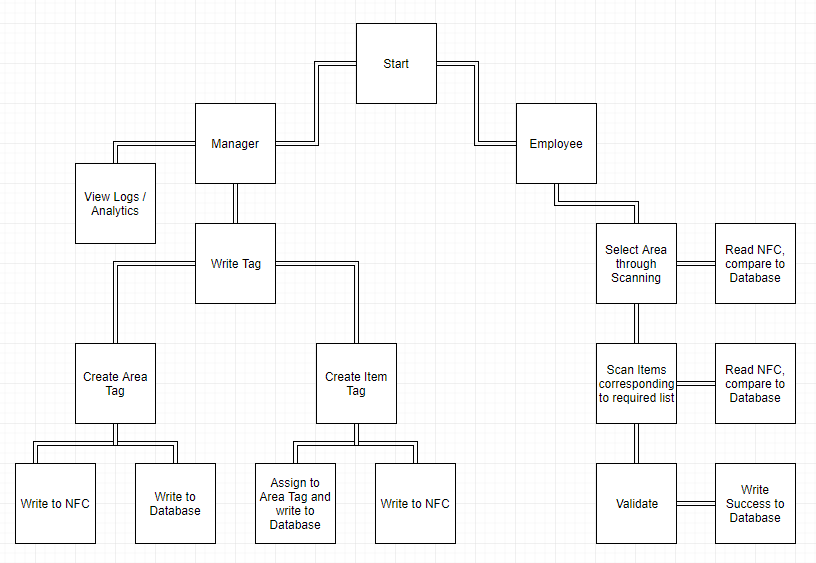 Start
Manager
Employee
View Logs /
Analytics
Write Tag
Select Area
through
Scanning
Read NFC,
compare to
Database
Create Area
Tag
Create Item
Tag
Scan Items
corresponding
to required list
Read NFC,
compare to
Database
Write to NFC
Write to
Database
Assign to
Area Tag and
write to
Database
Write to NFC
Validate
Write
Success to
Database